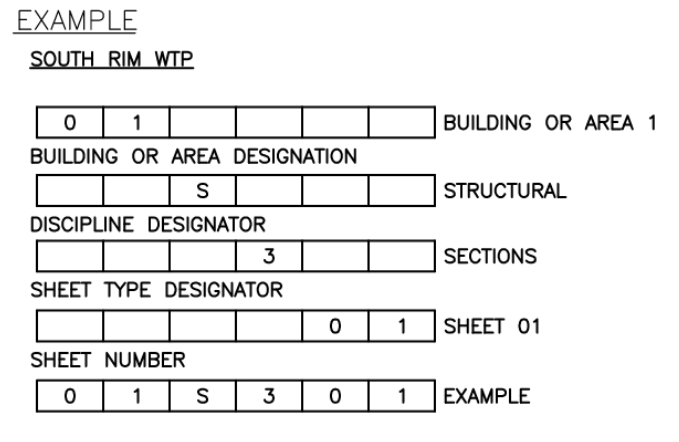 EXAMPLE
SOUTH RIM WTP
0 1 BUILDING OR AREA 1
BUILDING OR AREA DESIGNATION
S STRUCTURAL
DISCIPLINE DESIGNATOR
3 SECTIONS
SHEET TYPE DESIGNATOR
0 1 SHEET 01
SHEET NUMBER
0 1 S 3 0 1 EXAMPLE